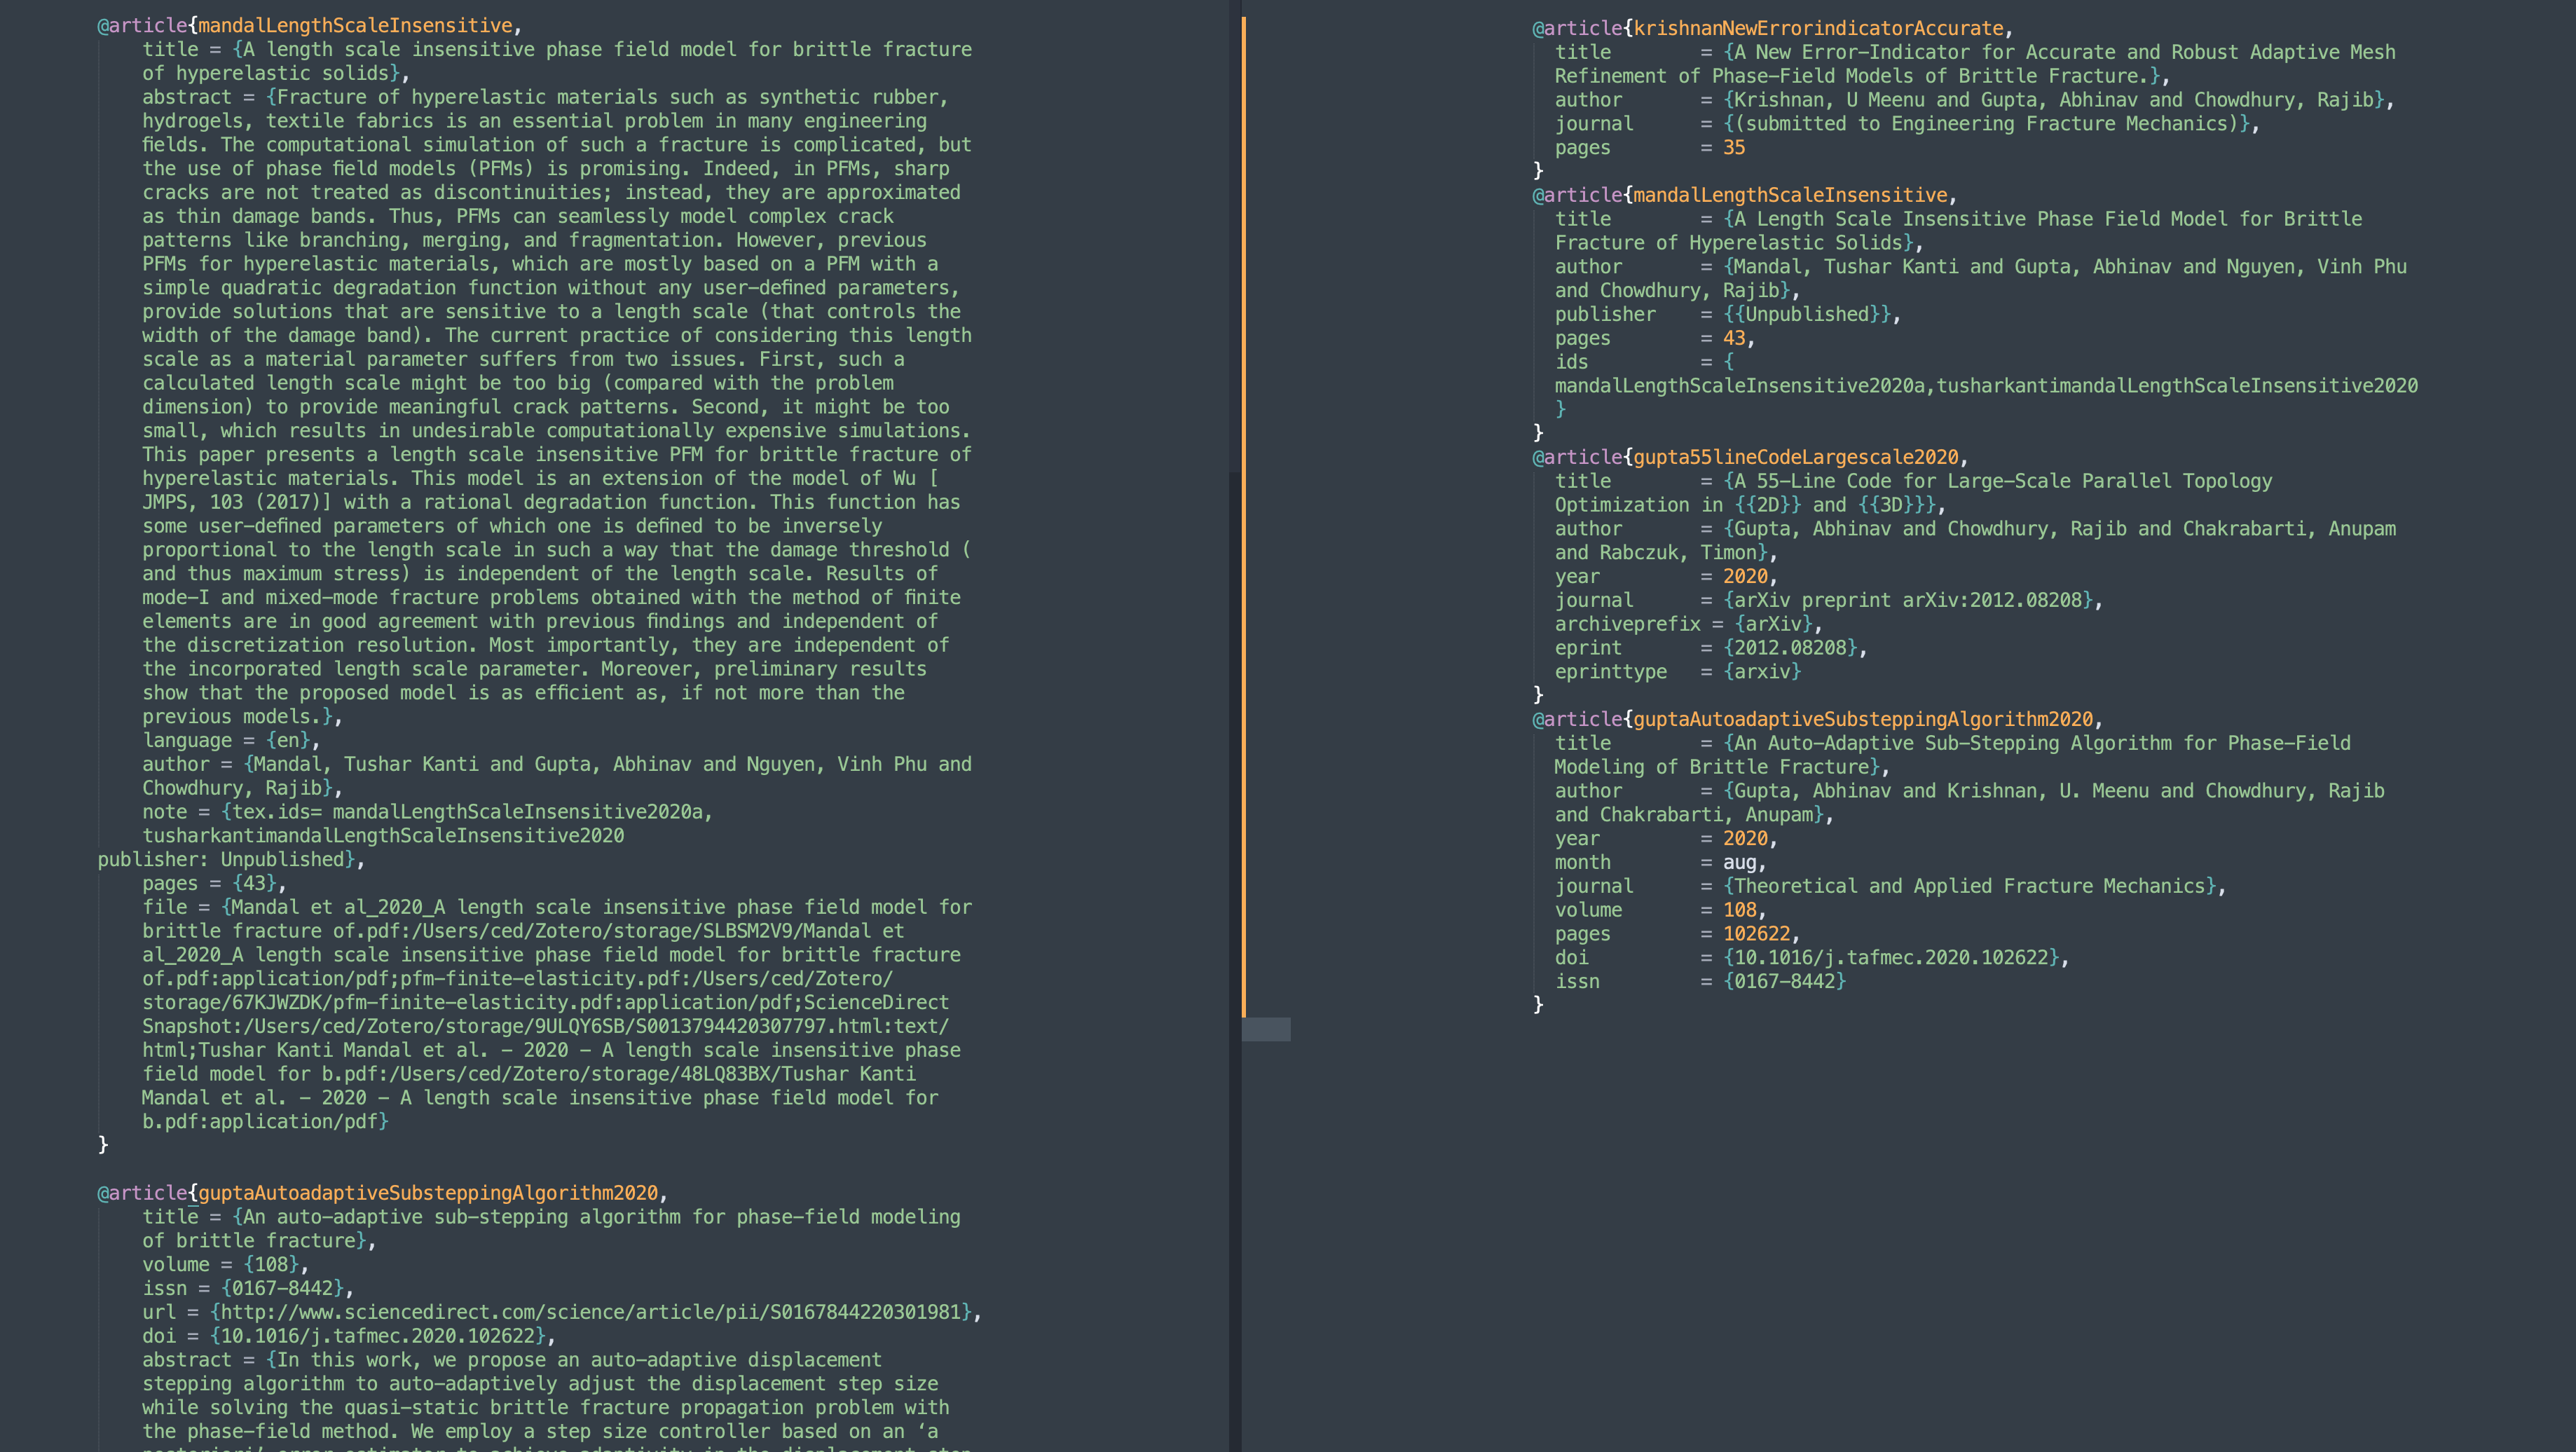 @article{mandalLengthScaleInsensitive,
title = {A length scale insensitive phase field model for brittle fracture
of hyperelastic solids},
abstract = {Fracture of hyperelastic materials such as synthetic rubber,
hydrogels, textile fabrics is an essential problem in many engineering
fields. The computational simulation of such a fracture is complicated, but
the use of phase field models (PFMs) is promising. Indeed, in PFMs, sharp
cracks are not treated as discontinuities; instead, they are approximated
as thin damage bands. Thus, PFMs can seamlessly model complex crack
patterns like branching, merging, and fragmentation. However, previous
PFMs for hyperelastic materials, which are mostly based on a PFM with a
simple quadratic degradation function without any user-defined parameters,
provide solutions that are sensitive to a length scale (that controls the
width of the damage band). The current practice of considering this length
scale as a material parameter suffers from two issues. First, such a
calculated length scale might be too big (compared with the problem
dimension) to provide meaningful crack patterns. Second, it might be too
small, which results in undesirable computationally expensive simulations.
This paper presents a length scale insensitive PFM for brittle fracture of
hyperelastic materials. This model is an extension of the model of Wu [
JMPS, 103 (2017)] with a rational degradation function. This function has
some user-defined parameters of which one is defined to be inversely
proportional to the length scale in such a way that the damage threshold (
and thus maximum stress) is independent of the length scale. Results of
mode-I and mixed-mode fracture problems obtained with the method of finite
elements are in good agreement with previous findings and independent of
the discretization resolution. Most importantly, they are independent of
the incorporated length scale parameter. Moreover, preliminary results
show that the proposed model is as efficient as, if not more than the
previous models.},
language = {en},
author = {Mandal, Tushar Kanti and Gupta, Abhinav and Nguyen, Vinh Phu and
Chowdhury, Rajib},
note = {tex.ids= mandalLengthScaleInsensitive2020a,
tusharkantimandalLengthScaleInsensitive2020
publisher: Unpublished},
pages = {43},
file = {Mandal et al_2020_A length scale insensitive phase field model for
brittle fracture of.pdf:/Users/ced/Zotero/storage/SLBSM2V9/Mandal et
al_2020_A length scale insensitive phase field model for brittle fracture
of.pdf:application/pdf;pfm-finite-elasticity.pdf:/Users/ced/Zotero/
storage/67KJWZDK/pfm-finite-elasticity.pdf:application/pdf;ScienceDirect
Snapshot:/Users/ced/Zotero/storage/9ULQY6SB/S0013794420307797.html:text/
html;Tushar Kanti Mandal et al. - 2020 - A length scale insensitive phase
field model for b.pdf:/Users/ced/Zotero/storage/48LQ83BX/Tushar Kanti
Mandal et al. - 2020 - A length scale insensitive phase field model for
b.pdf:application/pdf}
}
@article{guptaAutoadaptiveSubsteppingAlgorithm2020,
title = {An auto-adaptive sub-stepping algorithm for phase-field modeling
of brittle fracture},
volume = {108},
issn = {0167-8442},
url = {http://www.sciencedirect.com/science/article/pii/S0167844220301981},
doi = {10.1016/j.tafmec.2020.102622},
abstract = {In this work, we propose an auto-adaptive displacement
stepping algorithm to auto-adaptively adjust the displacement step size
while solving the quasi-static brittle fracture propagation problem with
the phase-field method. We employ a step size controller based on an ‘a
@article{krishnanNewErrorindicatorAccurate,
title = {A New Error-Indicator for Accurate and Robust Adaptive Mesh
Refinement of Phase-Field Models of Brittle Fracture.},
author = {Krishnan, U Meenu and Gupta, Abhinav and Chowdhury, Rajib},
journal = {(submitted to Engineering Fracture Mechanics)},
pages = 35
}
@article{mandalLengthScaleInsensitive,
title = {A Length Scale Insensitive Phase Field Model for Brittle
Fracture of Hyperelastic Solids},
author = {Mandal, Tushar Kanti and Gupta, Abhinav and Nguyen, Vinh Phu
and Chowdhury, Rajib},
publisher = {{Unpublished}},
pages = 43,
ids = {
mandalLengthScaleInsensitive2020a,tusharkantimandalLengthScaleInsensitive2020
}
}
@article{gupta55lineCodeLargescale2020,
title = {A 55-Line Code for Large-Scale Parallel Topology
Optimization in {{2D}} and {{3D}}},
author = {Gupta, Abhinav and Chowdhury, Rajib and Chakrabarti, Anupam
and Rabczuk, Timon},
year = 2020,
journal = {arXiv preprint arXiv:2012.08208},
archiveprefix = {arXiv},
eprint = {2012.08208},
eprinttype = {arxiv}
}
@article{guptaAutoadaptiveSubsteppingAlgorithm2020,
title = {An Auto-Adaptive Sub-Stepping Algorithm for Phase-Field
Modeling of Brittle Fracture},
author = {Gupta, Abhinav and Krishnan, U. Meenu and Chowdhury, Rajib
and Chakrabarti, Anupam},
year = 2020,
month = aug,
journal = {Theoretical and Applied Fracture Mechanics},
volume = 108,
pages = 102622,
doi = {10.1016/j.tafmec.2020.102622},
issn = {0167-8442}
}